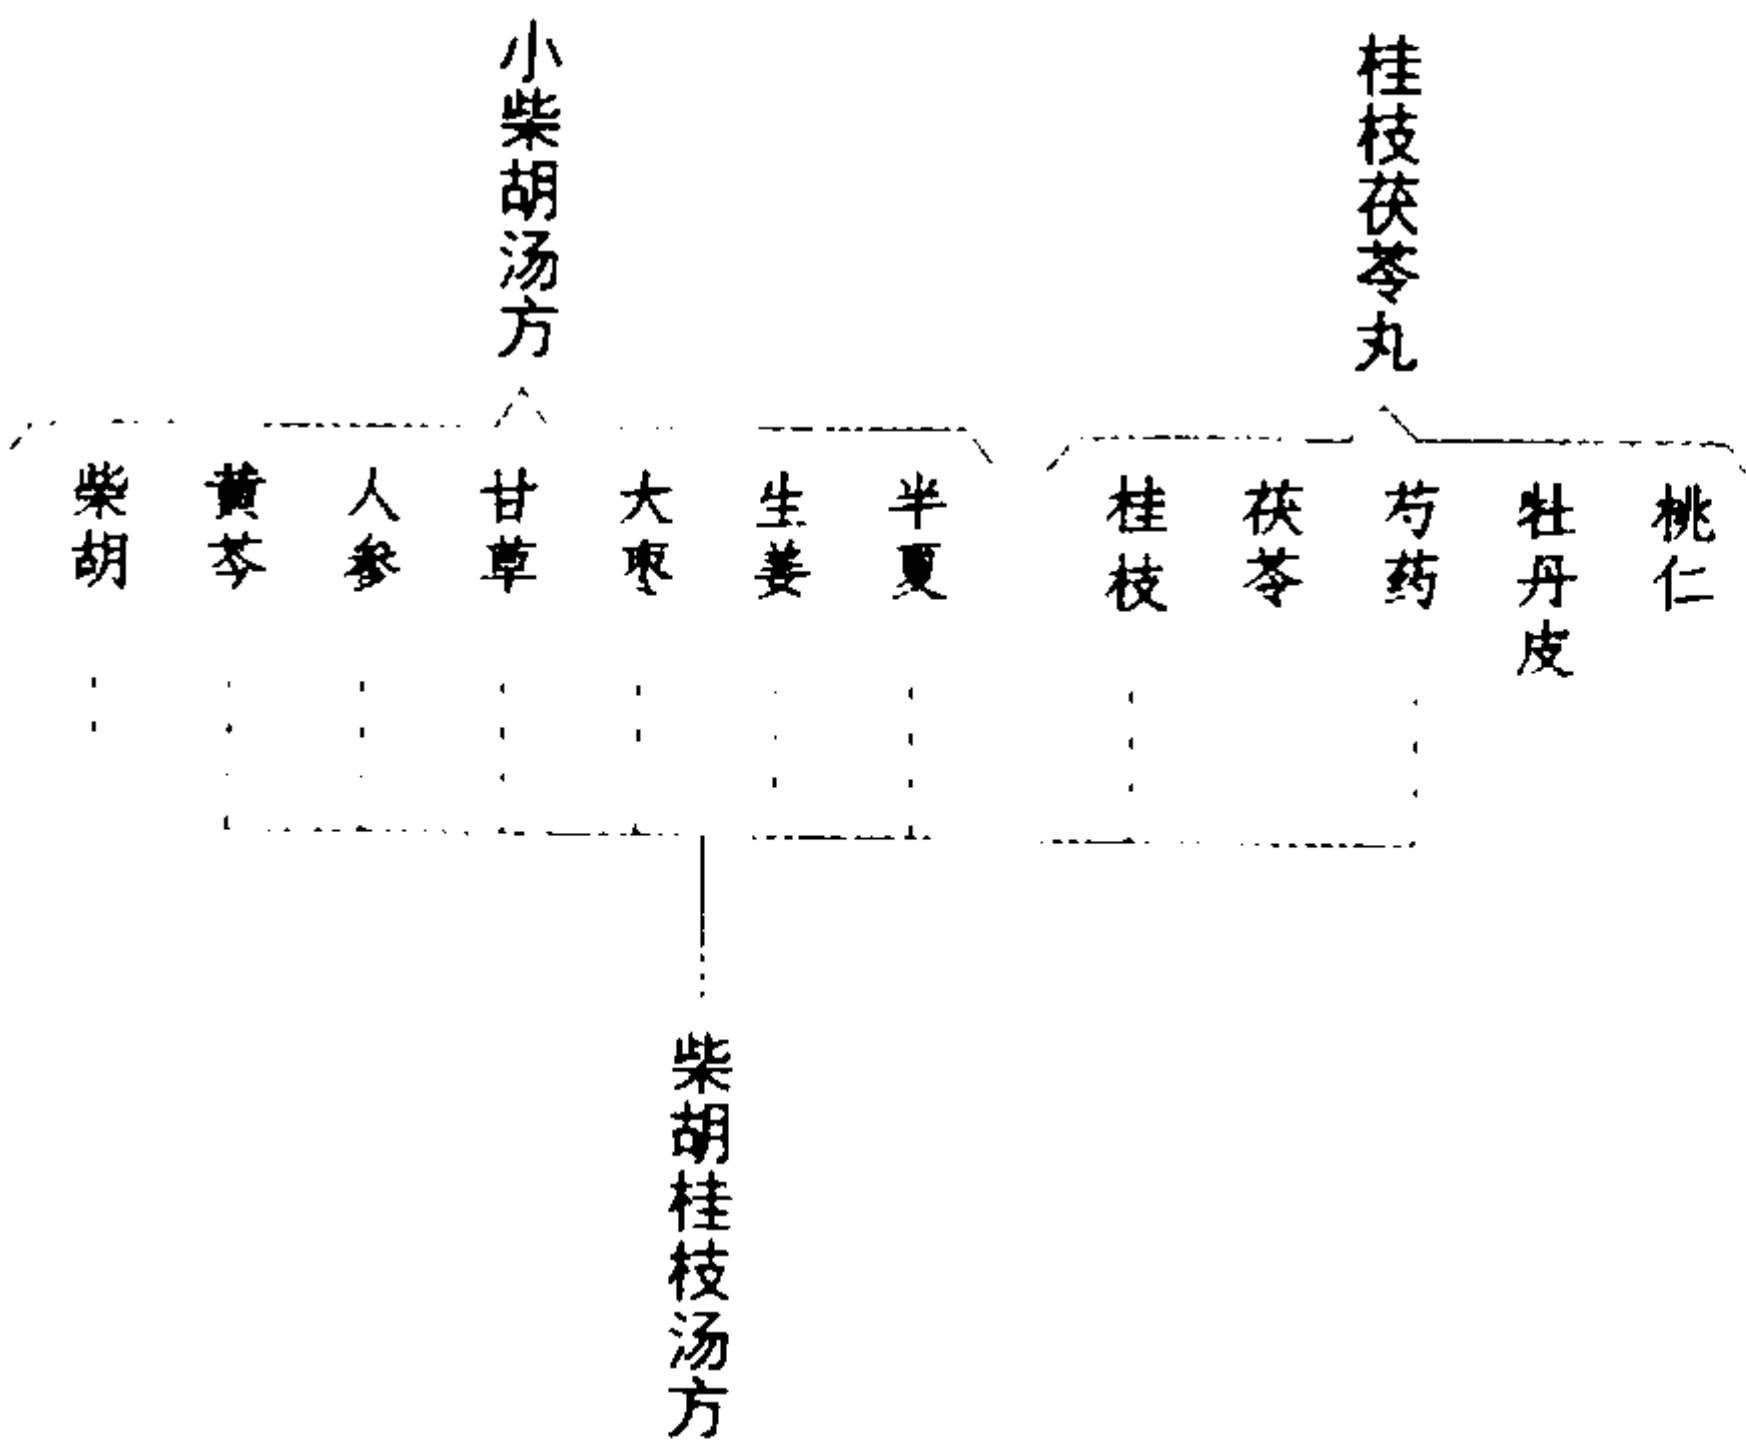 小柴胡汤方
桂枝茯苓丸
柴胡
黄芩
人参
甘草
大枣
生姜
半夏
桂枝
茯苓
芍药
牡丹皮
桃仁
柴胡桂枝汤方